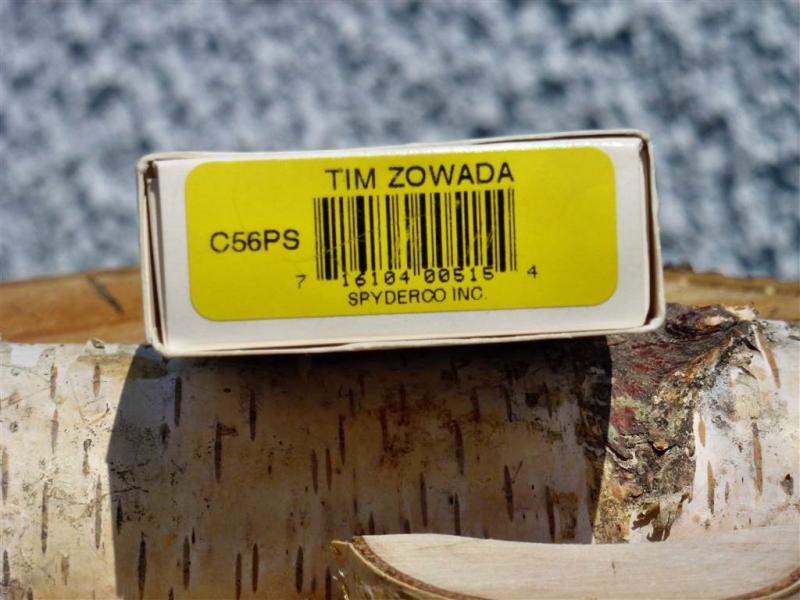 TIM ZOWADA
C56PS
7 16104 00515 4
SPYDERCO INC.